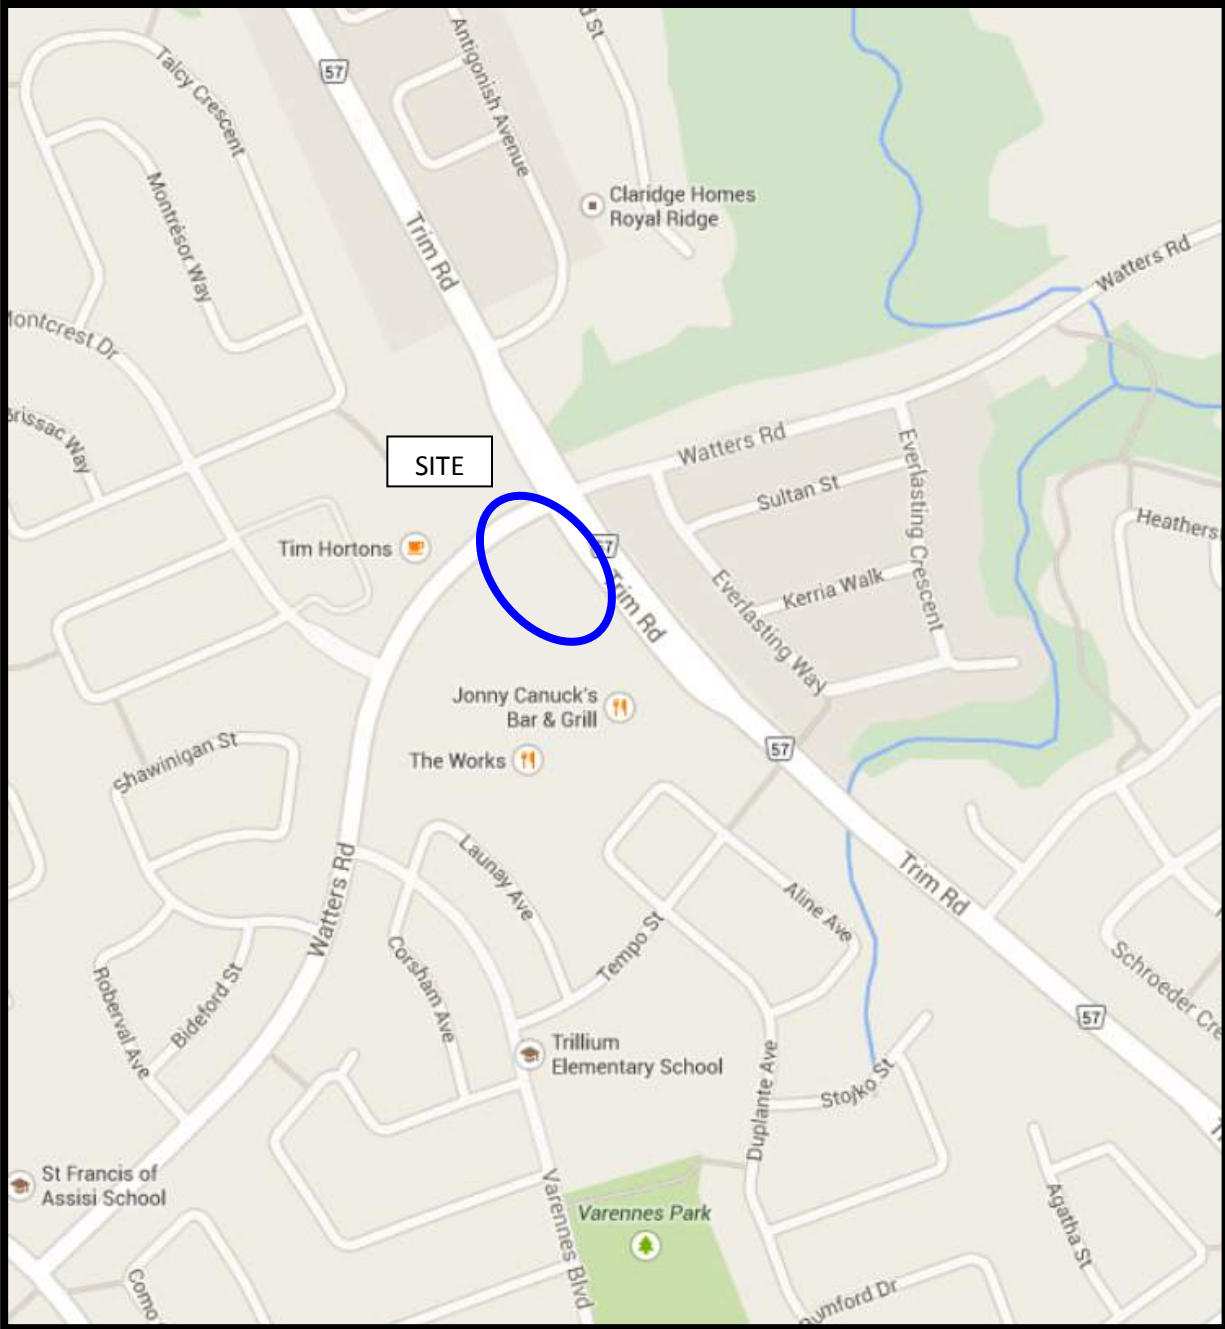 57
Talcy Crescent
Antigonish Avenue
d St
Montrésor Way
Claridge Homes
Royal Ridge
Trim Rd
Watters Rd
ontcrest Dr
Brissac Way
SITE
Watters Rd
Sultan St
Everlasting Crescent
Heathers
Tim Hortons
57
Trim Rd
Kerria Walk
Everlasting Way
Jonny Canuck's
Bar & Grill
The Works
57
Shawinigan St
Launay Ave
Watters Rd
Trim Rd
Aline Ave
Tempo St
Corsham Ave
Roberval Ave
Bideford St
Schroeder Cre
57
Trillium
Elementary School
Duplante Ave
Stojko St
St Francis of
Assisi School
Varennes Blvd
Varennes Park
Agatha St
Como
umford Dr